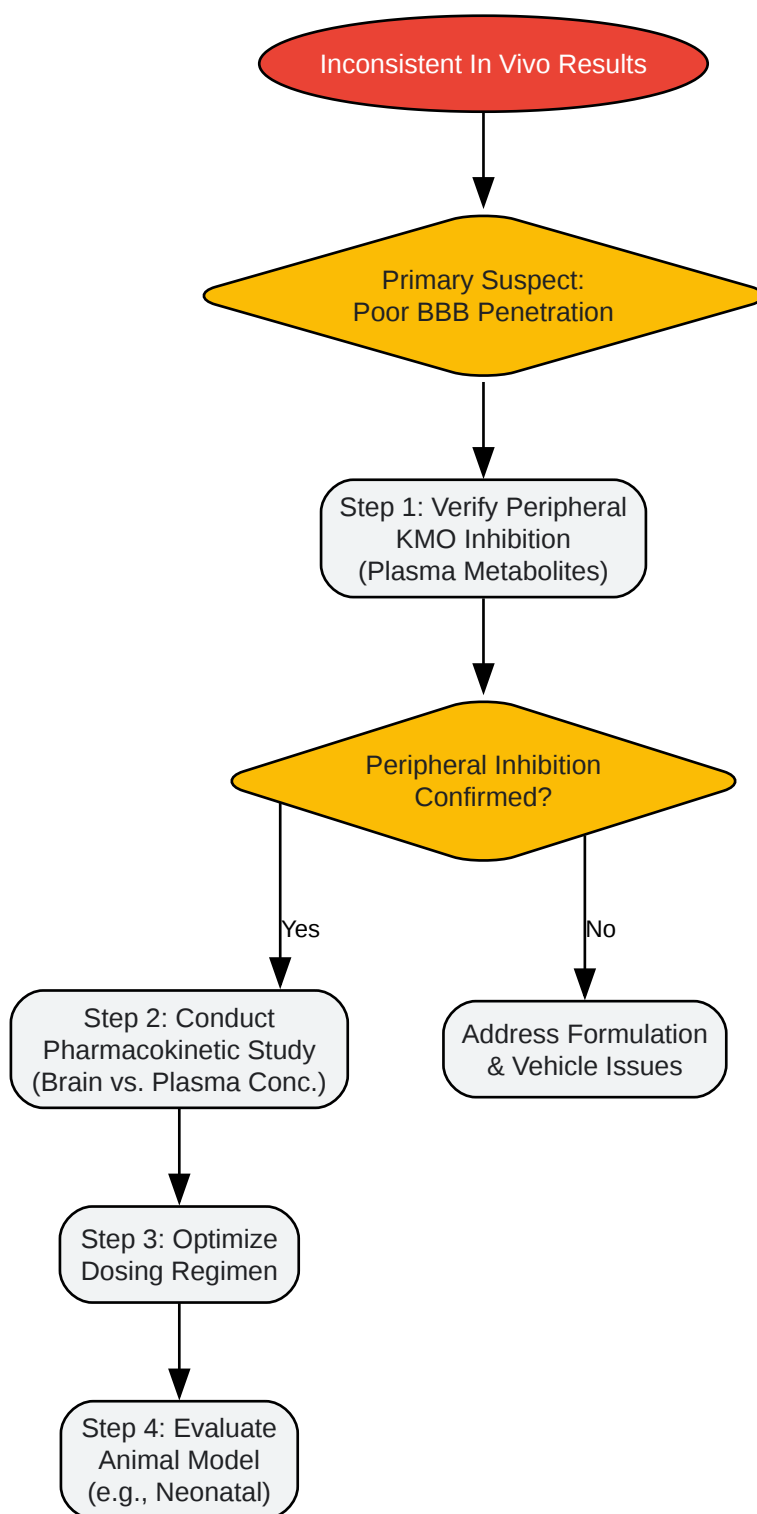 Inconsistent In Vivo Results
Primary Suspect:
Poor BBB Penetration
Step 1: Verify Peripheral
KMO Inhibition
(Plasma Metabolites)
Peripheral Inhibition
Confirmed?
Yes
No
Step 2: Conduct
Pharmacokinetic Study
(Brain vs. Plasma Conc.)
Address Formulation
& Vehicle Issues
Step 3: Optimize
Dosing Regimen
Step 4: Evaluate
Animal Model
(e.g., Neonatal)